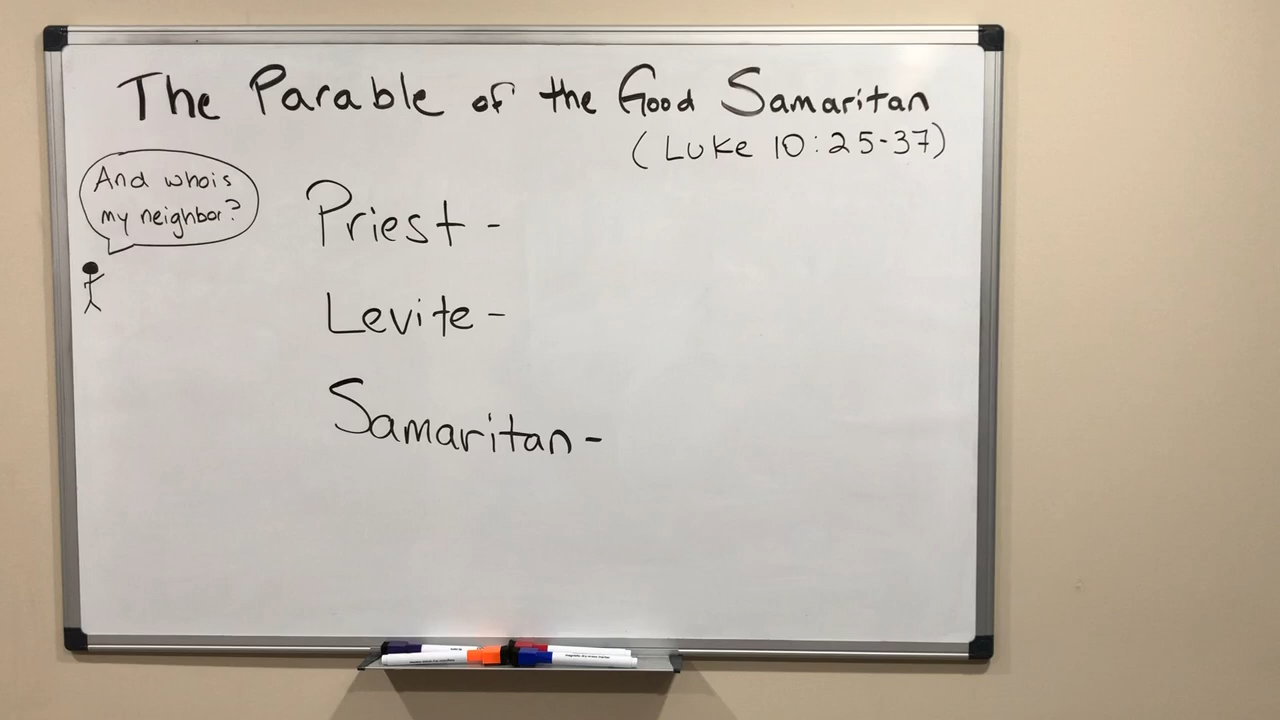 The Parable of the Good Samaritan
(Luke 10:25-37)
And who is
my neighbor?
Priest -
Levite -
Samaritan -